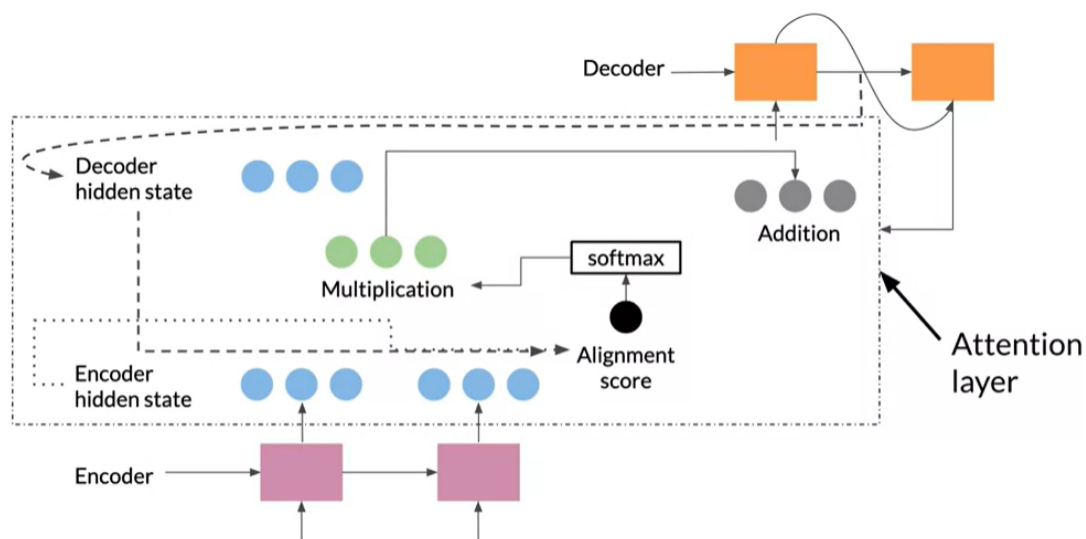 Decoder
Decoder
hidden state
Addition
softmax
Multiplication
Alignment
score
Attention
layer
Encoder
hidden state
Encoder